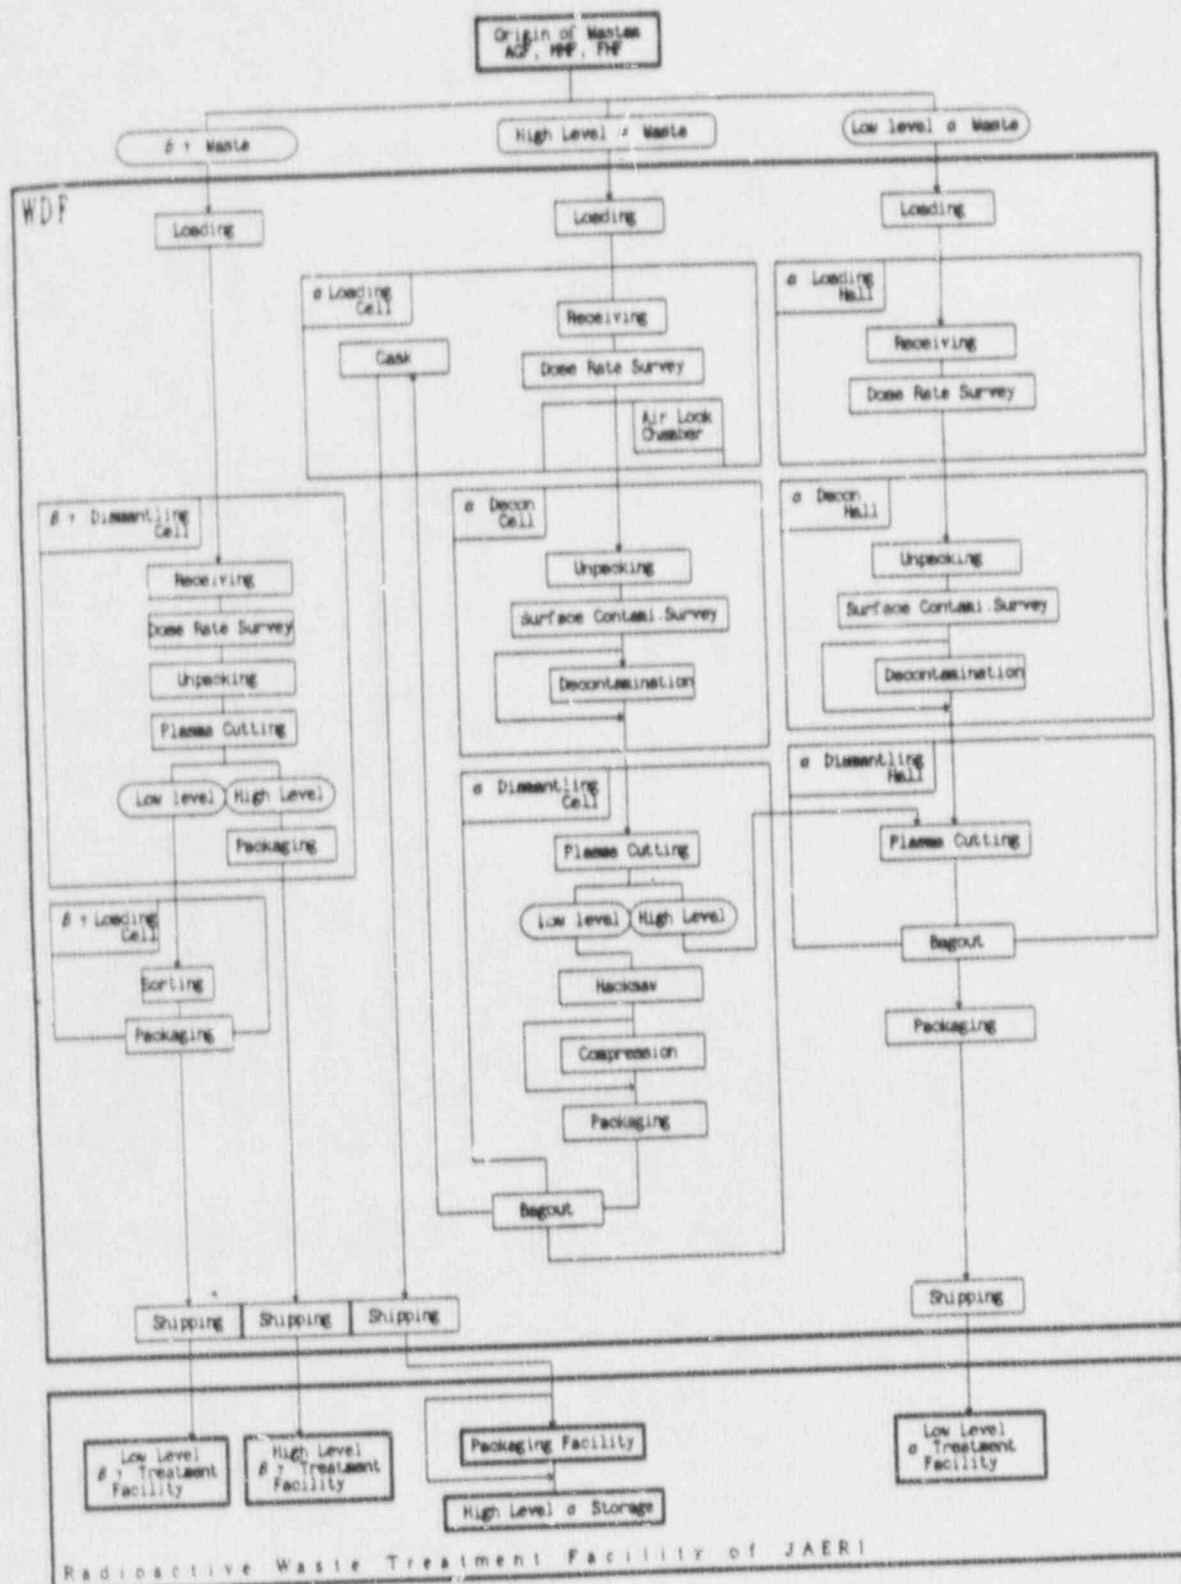 Origin of Wastes
AGF, MMF, FMF
β γ Waste
High Level α Waste
Low level α Waste
WDF
Loading
Loading
Loading
α Loading
Cell
Receiving
Cask
Dose Rate Survey
Air Lock
Chamber
α Loading
Hall
Receiving
Dose Rate Survey
β γ Dismantling
Cell
Receiving
Dose Rate Survey
Unpacking
Plasma Cutting
Low level
High Level
Packaging
α Decon
Cell
Unpacking
Surface Contami.Survey
Decontamination
α Decon
Hall
Unpacking
Surface Contami.Survey
Decontamination
α Dismantling
Cell
Plasma Cutting
Low level
High Level
Hacksaw
Compression
Packaging
Bagout
α Dismantling
Hall
Plasma Cutting
Bagout
Packaging
β γ Loading
Cell
Sorting
Packaging
Shipping
Shipping
Shipping
Shipping
Low Level
β γ Treatment
Facility
High Level
β γ Treatment
Facility
Packaging Facility
High Level α Storage
Low Level
α Treatment
Facility
Radioactive Waste Treatment Facility of JAERI